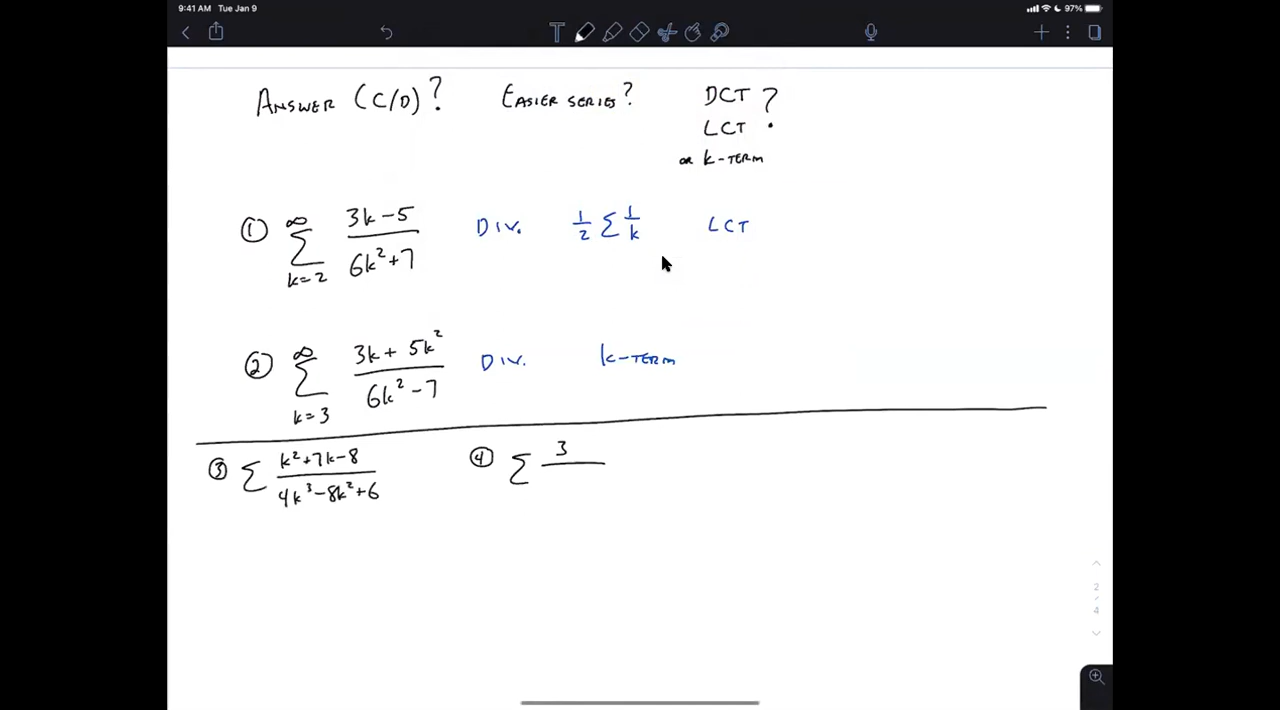 9:41 AM Tue Jan 9
97%
ANSWER (C/D)? EASIER SERIES? DCT
LCT ?
OR k-TERM
① ∞ ∑ k=2 (3k-5)/(6k²+7) DIV. 1/2 ∑ 1/k LCT
② ∞ ∑ k=3 (3k+5k²)/(6k²-7) DIV. k-TERM
③ ∑ (k²+7k-8)/(4k³-8k²+6) ④ ∑ 3/
2
/
4